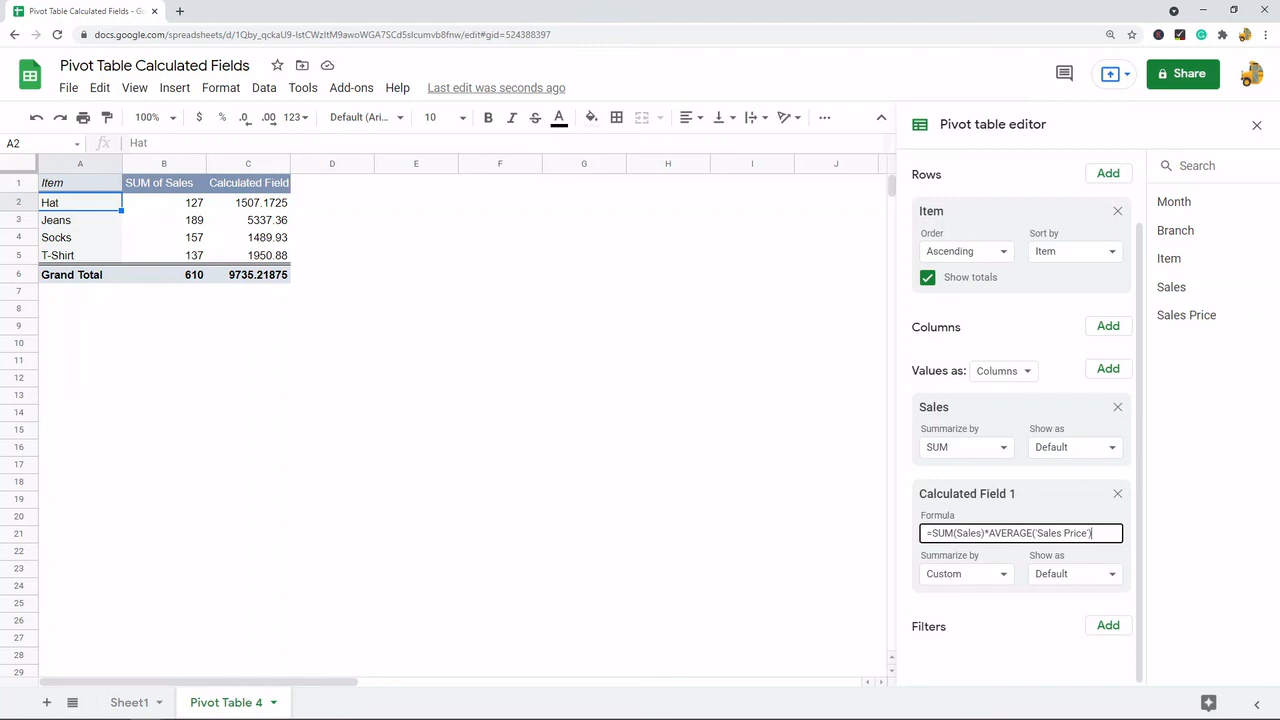 Pivot Table Calculated Fields - Go
docs.google.com/spreadsheets/d/1Qby_qckaU9-lstCWzltM9awoWGA7SCd5slcumvb8fnw/edit#gid=524388397
Pivot Table Calculated Fields
File Edit View Insert Format Data Tools Add-ons Help Last edit was seconds ago
Share
100% $ % .0 .00 123 Default (Ari... 10 B I S A
A2 fx Hat
A B C D E F G H I J
1 Item SUM of Sales Calculated Field
2 Hat 127 1507.1725
3 Jeans 189 5337.36
4 Socks 157 1489.93
5 T-Shirt 137 1950.88
6 Grand Total 610 9735.21875
7
8
9
10
11
12
13
14
15
16
17
18
19
20
21
22
23
24
25
26
27
28
29
Pivot table editor
Rows Add
Item
Order Sort by
Ascending Item
Show totals
Columns Add
Values as: Columns Add
Sales
Summarize by Show as
SUM Default
Calculated Field 1
Formula
=SUM(Sales)*AVERAGE('Sales Price')
Summarize by Show as
Custom Default
Filters Add
Search
Month
Branch
Item
Sales
Sales Price
Sheet1 Pivot Table 4